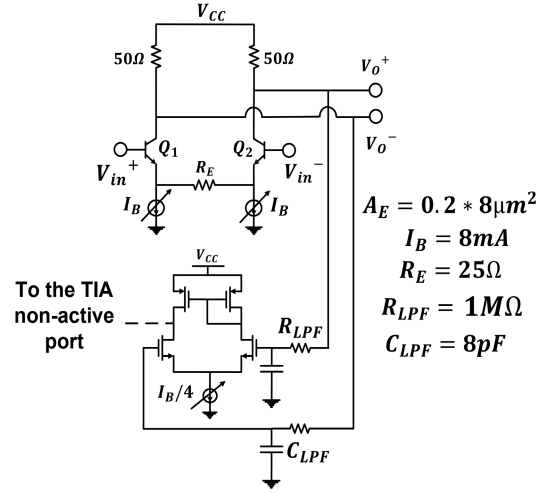 V_CC
50Ω 50Ω
V_O^+
V_O^-
Q_1 Q_2
V_in^+ R_E V_in^-
I_B I_B
A_E = 0.2 * 8μm^2
I_B = 8mA
R_E = 25Ω
R_LPF = 1MΩ
C_LPF = 8pF
V_CC
To the TIA
non-active
port
R_LPF
I_B/4
C_LPF